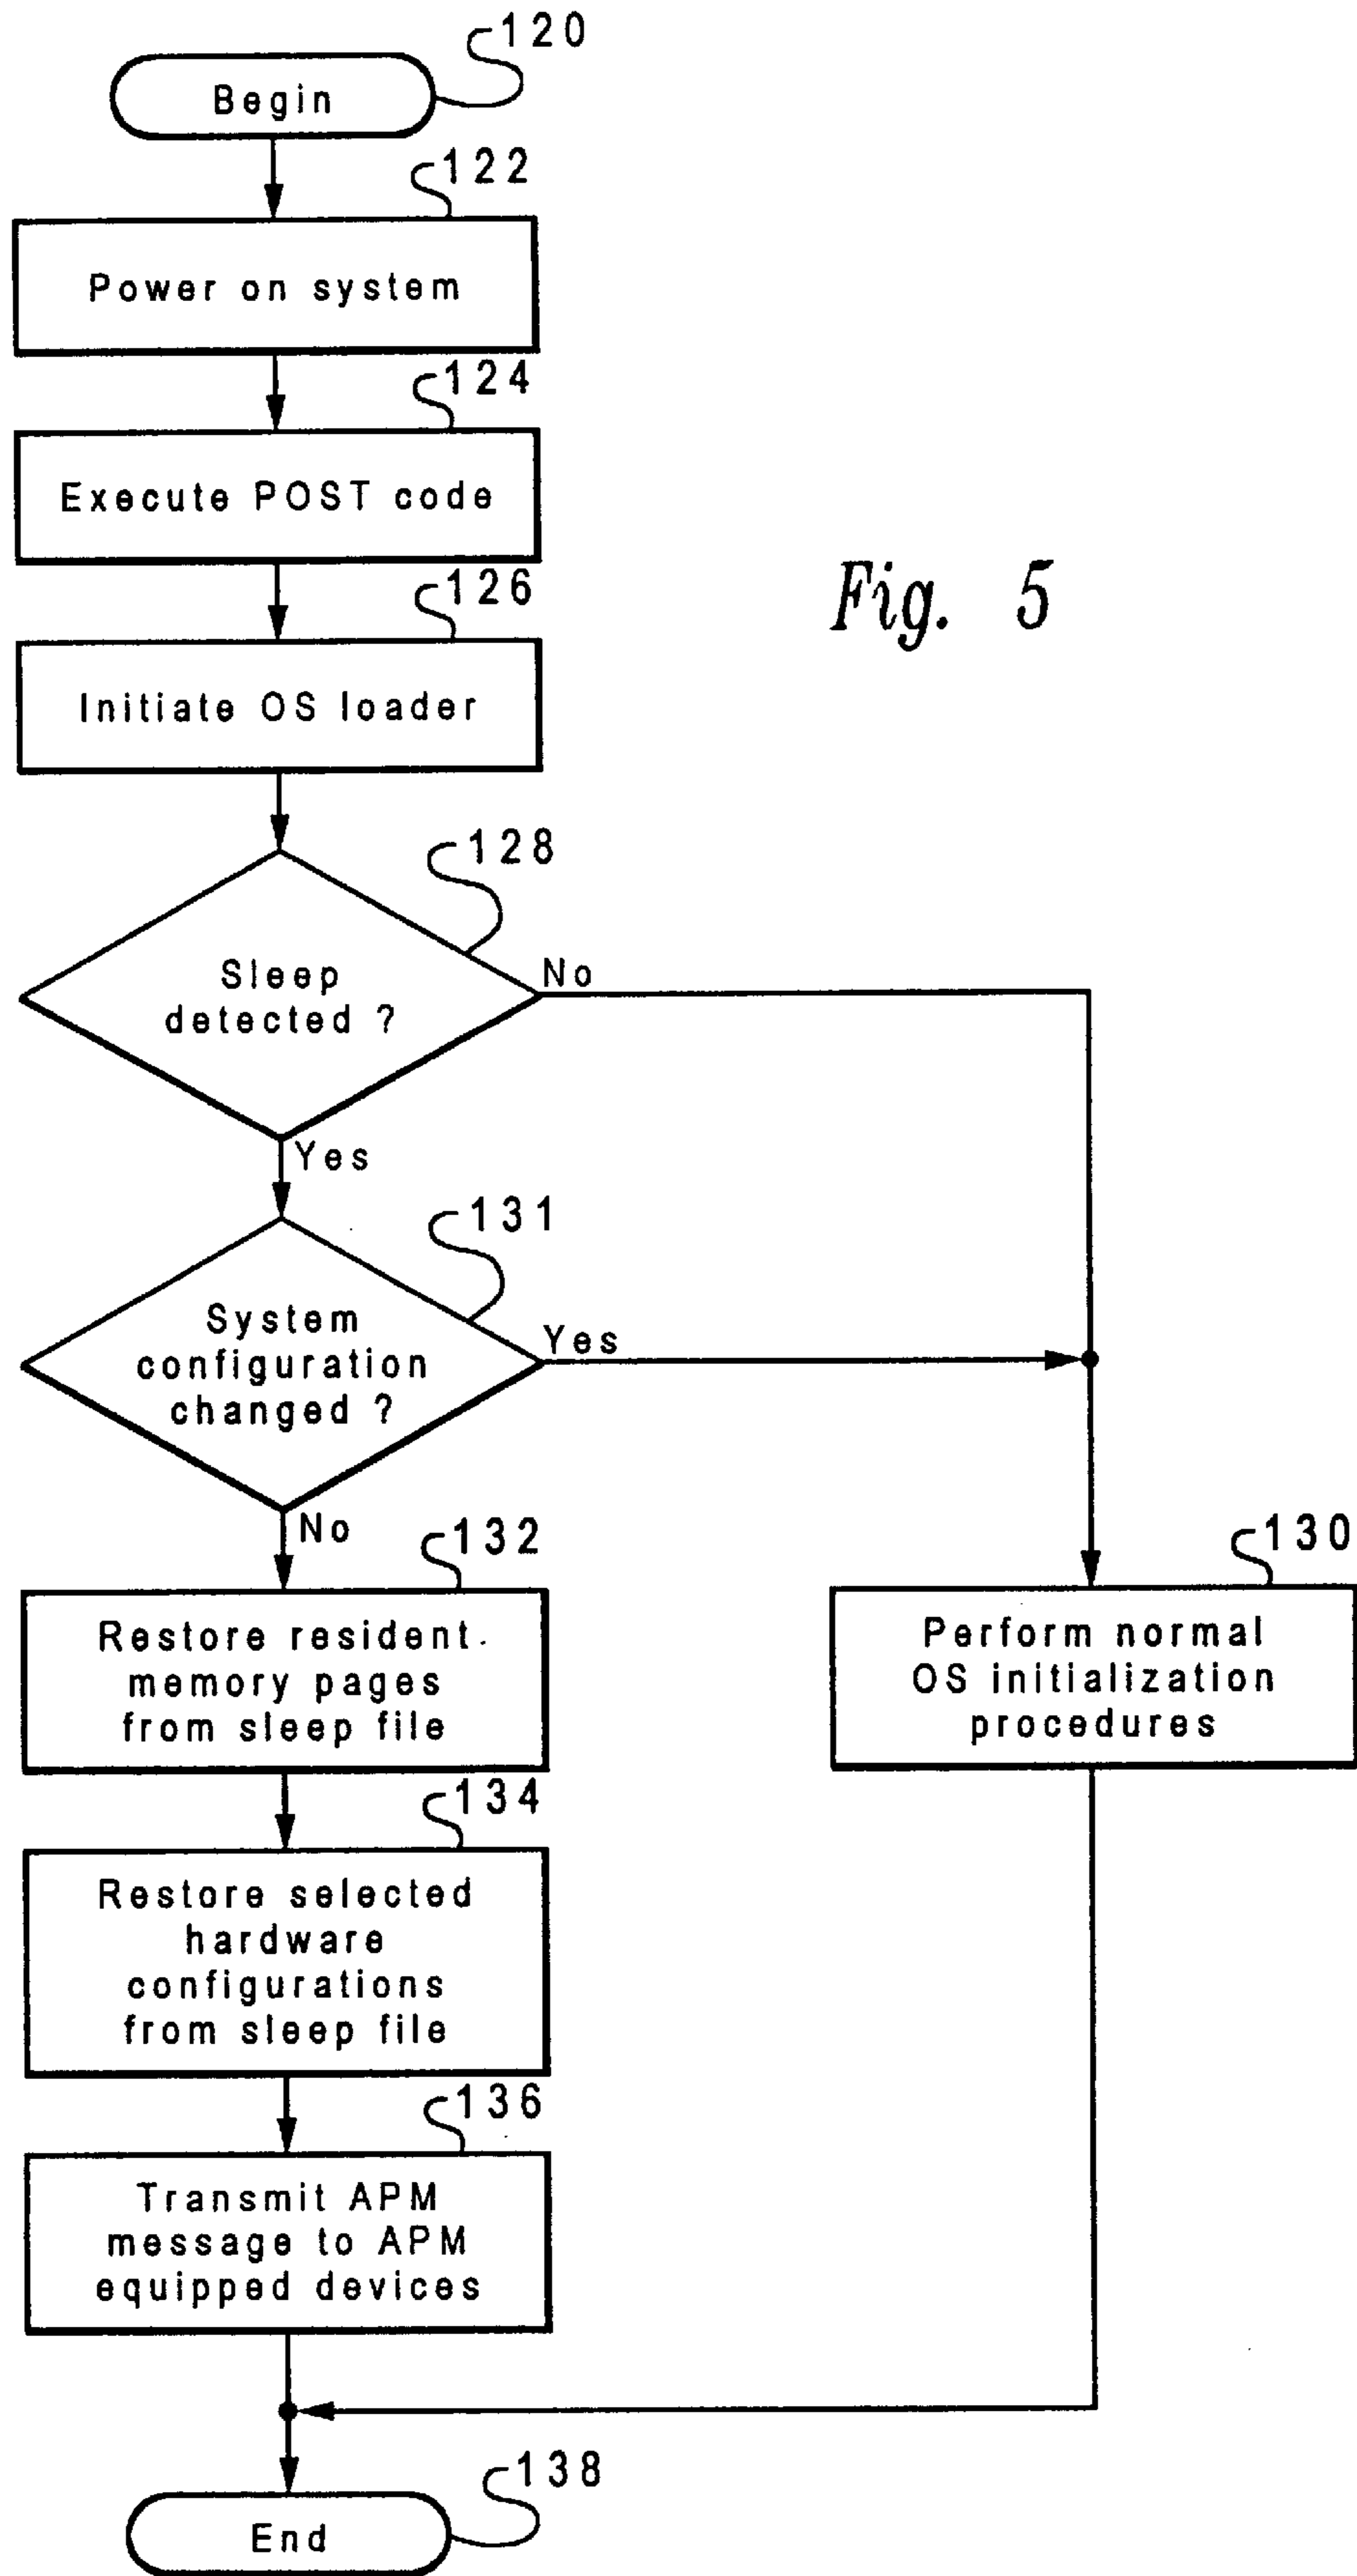 120
Begin
122
Power on system
124
Execute POST code
126
Initiate OS loader
Fig. 5
128
Sleep
detected ?
No
Yes
131
System
configuration
changed ?
Yes
No
132
Restore resident
memory pages
from sleep file
130
Perform normal
OS initialization
procedures
134
Restore selected
hardware
configurations
from sleep file
136
Transmit APM
message to APM
equipped devices
138
End